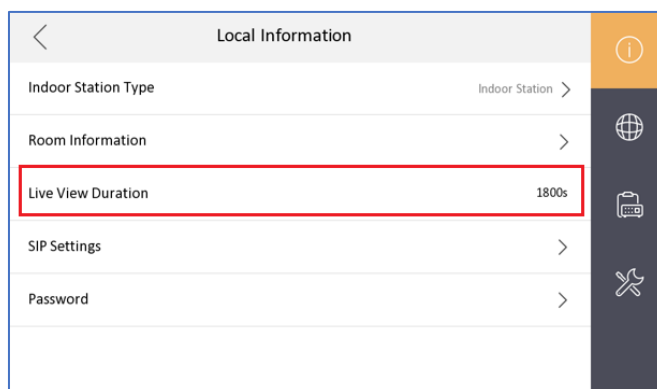 Local Information
Indoor Station Type
Indoor Station
Room Information
Live View Duration
1800s
SIP Settings
Password